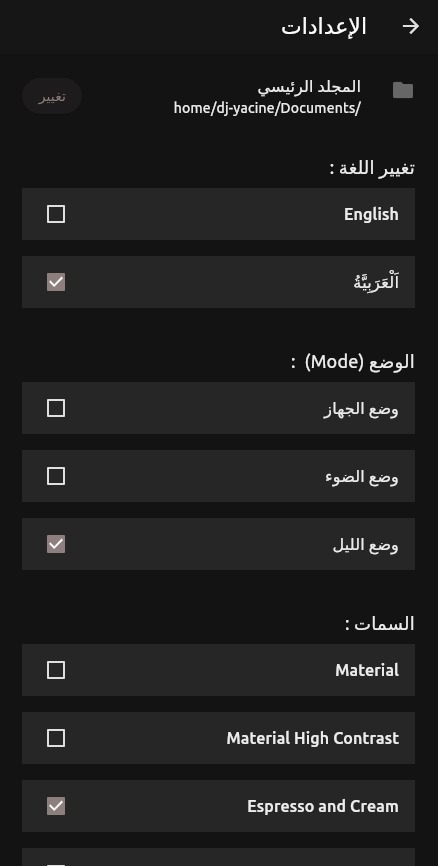 الإعدادات
المجلد الرئيسي
/home/dj-yacine/Documents
تغيير
تغيير اللغة :
English
اَلْعَرَبِيَّةُ
الوضع (Mode) :
وضع الجهاز
وضع الضوء
وضع الليل
السمات :
Material
Material High Contrast
Espresso and Cream